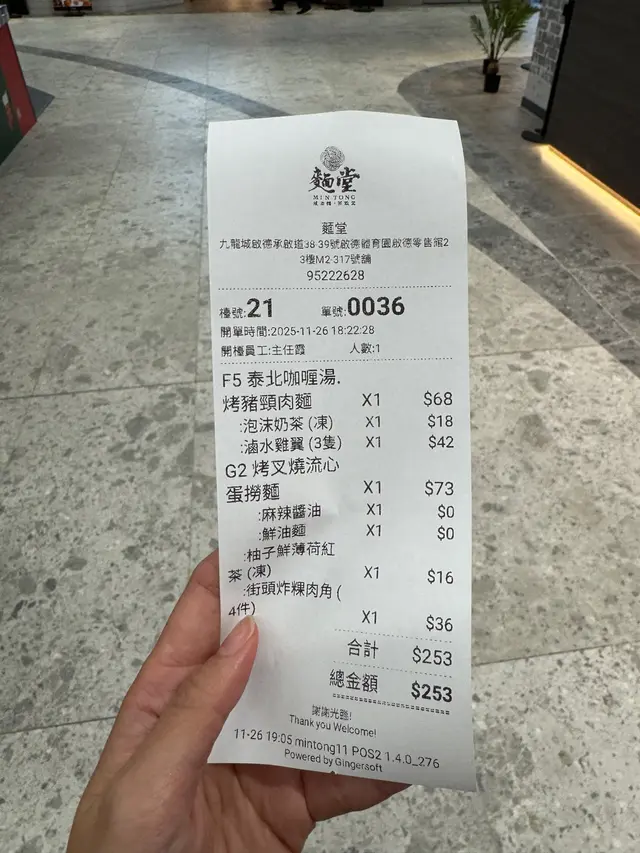 麵堂
MIN TONG
麵堂
九龍城啟德承啟道38-39號啟德體育園啟德零售館2
3樓M2-317號舖
95222628
檯號:21 單號:0036
開單時間:2025-11-26 18:22:28
開檯員工:主任霞 人數:1
F5 泰北咖喱湯.
烤豬頸肉麵 X1 $68
:泡沫奶茶 (凍) X1 $18
:滷水雞翼 (3隻) X1 $42
G2 烤叉燒流心
蛋撈麵 X1 $73
:麻辣醬油 X1 $0
:鮮油麵 X1 $0
:柚子鮮薄荷紅
茶 (凍) X1 $16
:街頭炸粿肉角 (
4件) X1 $36
合計 $253
總金額 $253
謝謝光臨!
Thank you Welcome!
11-26 19:05 mintong11 POS2 1.4.0_276
Powered by Gingersoft